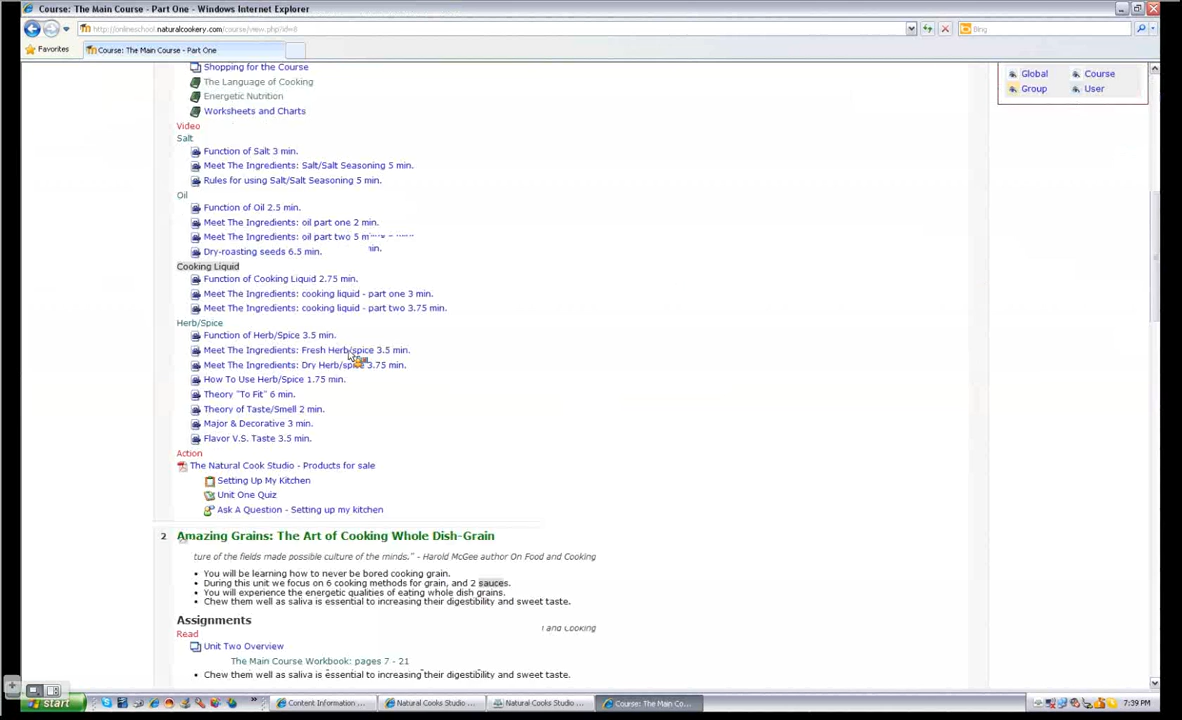 Course: The Main Course - Part One - Windows Internet Explorer
http://onlineschool.naturalcookery.com/course/view.php?id=6
Bing
Favorites
Course: The Main Course - Part One
Shopping for the Course
The Language of Cooking
Energetic Nutrition
Worksheets and Charts
Video
Salt
Function of Salt 3 min.
Meet The Ingredients: Salt/Salt Seasoning 5 min.
Rules for using Salt/Salt Seasoning 5 min.
Oil
Function of Oil 2.5 min.
Meet The Ingredients: oil part one 2 min.
Meet The Ingredients: oil part two 5 m
min.
Dry-roasting seeds 6.5 min.
Cooking Liquid
Function of Cooking Liquid 2.75 min.
Meet The Ingredients: cooking liquid - part one 3 min.
Meet The Ingredients: cooking liquid - part two 3.75 min.
Herb/Spice
Function of Herb/Spice 3.5 min.
Meet The Ingredients: Fresh Herb/spice 3.5 min.
Meet The Ingredients: Dry Herb/spice 3.75 min.
How To Use Herb/Spice 1.75 min.
Theory "To Fit" 6 min.
Theory of Taste/Smell 2 min.
Major & Decorative 3 min.
Flavor V.S. Taste 3.5 min.
Action
The Natural Cook Studio - Products for sale
Setting Up My Kitchen
Unit One Quiz
Ask A Question - Setting up my kitchen
2 Amazing Grains: The Art of Cooking Whole Dish-Grain
ture of the fields made possible culture of the minds." - Harold McGee author On Food and Cooking
• You will be learning how to never be bored cooking grain.
• During this unit we focus on 6 cooking methods for grain, and 2 sauces.
• You will experience the energetic qualities of eating whole dish grains.
• Chew them well as saliva is essential to increasing their digestibility and sweet taste.
Assignments
and Cooking
Read
Unit Two Overview
The Main Course Workbook: pages 7 - 21
• Chew them well as saliva is essential to increasing their digestibility and sweet taste.
Global Course
Group User
start
Content Information ...
Natural Cooks Studio ...
Natural Cooks Studio ...
Course: The Main Co...
7:39 PM